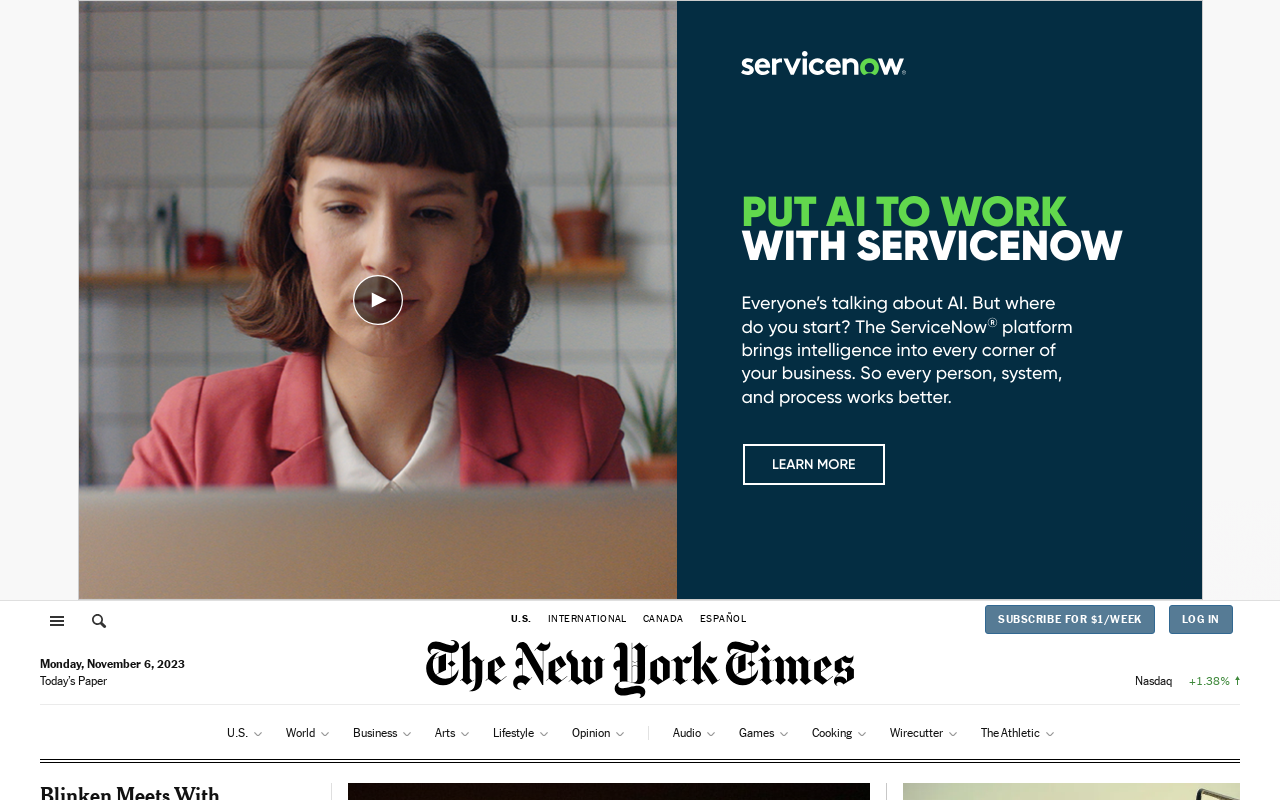 servicenow®
PUT AI TO WORK
WITH SERVICENOW
Everyone’s talking about AI. But where
do you start? The ServiceNow® platform
brings intelligence into every corner of
your business. So every person, system,
and process works better.
LEARN MORE
U.S. INTERNATIONAL CANADA ESPAÑOL
SUBSCRIBE FOR $1/WEEK LOG IN
Monday, November 6, 2023
Today’s Paper
The New York Times
Nasdaq +1.38%
U.S. World Business Arts Lifestyle Opinion Audio Games Cooking Wirecutter The Athletic
Blinken Meets With